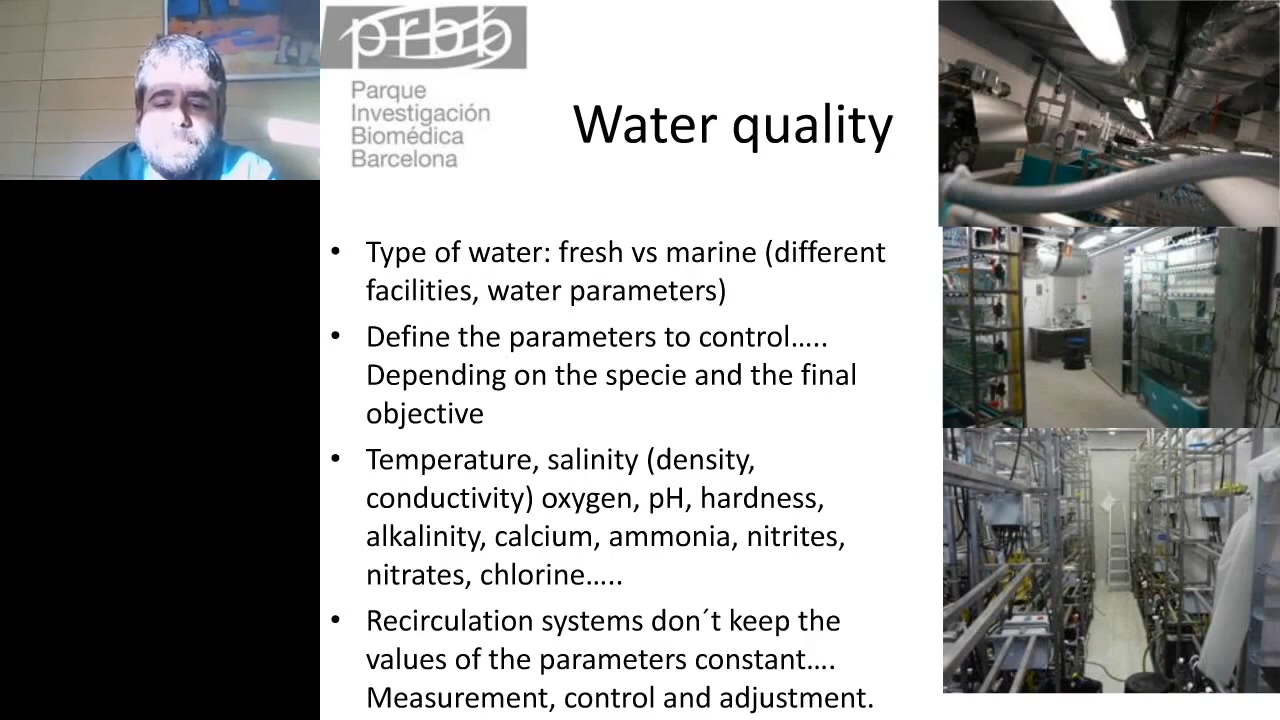 prbb
Parque
Investigación
Biomédica
Barcelona
Water quality
• Type of water: fresh vs marine (different
facilities, water parameters)
• Define the parameters to control…..
Depending on the specie and the final
objective
• Temperature, salinity (density,
conductivity) oxygen, pH, hardness,
alkalinity, calcium, ammonia, nitrites,
nitrates, chlorine…..
• Recirculation systems don´t keep the
values of the parameters constant….
Measurement, control and adjustment.